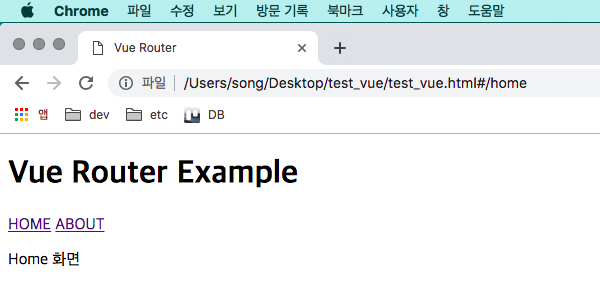 Chrome 파일 수정 보기 방문 기록 북마크 사용자 창 도움말
Vue Router
파일 /Users/song/Desktop/test_vue/test_vue.html#/home
앱 dev etc DB
Vue Router Example
HOME ABOUT
Home 화면